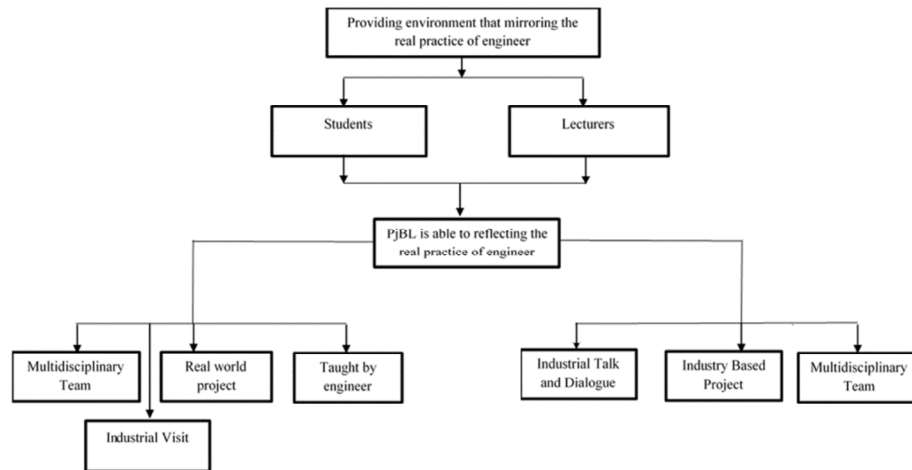 Providing environment that mirroring the
real practice of engineer
Students
Lecturers
PjBL is able to reflecting the
real practice of engineer
Multidisciplinary
Team
Real world
project
Taught by
engineer
Industrial Talk
and Dialogue
Industry Based
Project
Multidisciplinary
Team
Industrial Visit